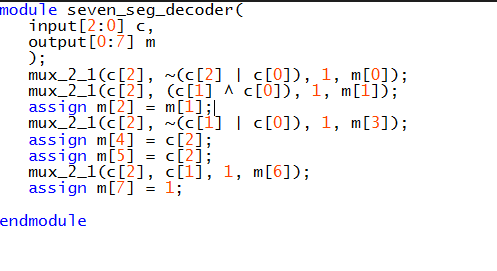 module seven_seg_decoder(
input[2:0] c,
output[0:7] m
);
mux_2_1(c[2], ~(c[2] | c[0]), 1, m[0]);
mux_2_1(c[2], (c[1] ^ c[0]), 1, m[1]);
assign m[2] = m[1];
mux_2_1(c[2], ~(c[1] | c[0]), 1, m[3]);
assign m[4] = c[2];
assign m[5] = c[2];
mux_2_1(c[2], c[1], 1, m[6]);
assign m[7] = 1;
endmodule